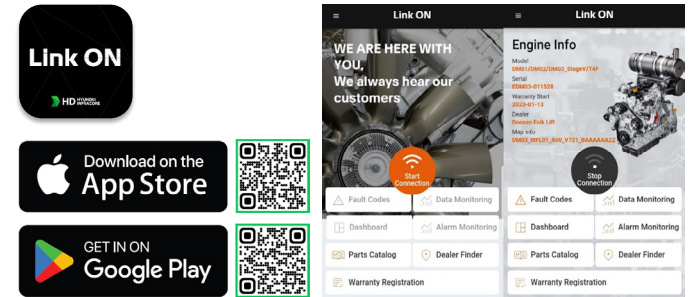 Link ON
HD HYUNDAI
INFRACORE
Download on the
App Store
GET IN ON
Google Play
Link ON
WE ARE HERE WITH
YOU,
We always hear our
customers
Start
Connection
Fault Codes
Data Monitoring
Dashboard
Alarm Monitoring
Parts Catalog
Dealer Finder
Warranty Registration
Link ON
Engine Info
Model
DM01/DM02/DM03_StageV/T4F
Serial
EDM03-011528
Warranty Start
2023-01-13
Dealer
Doosan Folk Lift
Map info
Stop
Connection
Fault Codes
Data Monitoring
Dashboard
Alarm Monitoring
Parts Catalog
Dealer Finder
Warranty Registration